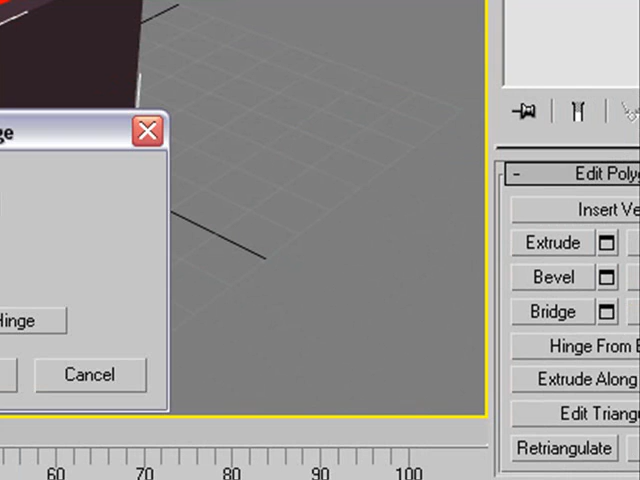 ge
Hinge
Cancel
60 70 80 90 100
- Edit Poly
Insert Ve
Extrude
Bevel
Bridge
Hinge From E
Extrude Along
Edit Triang
Retriangulate